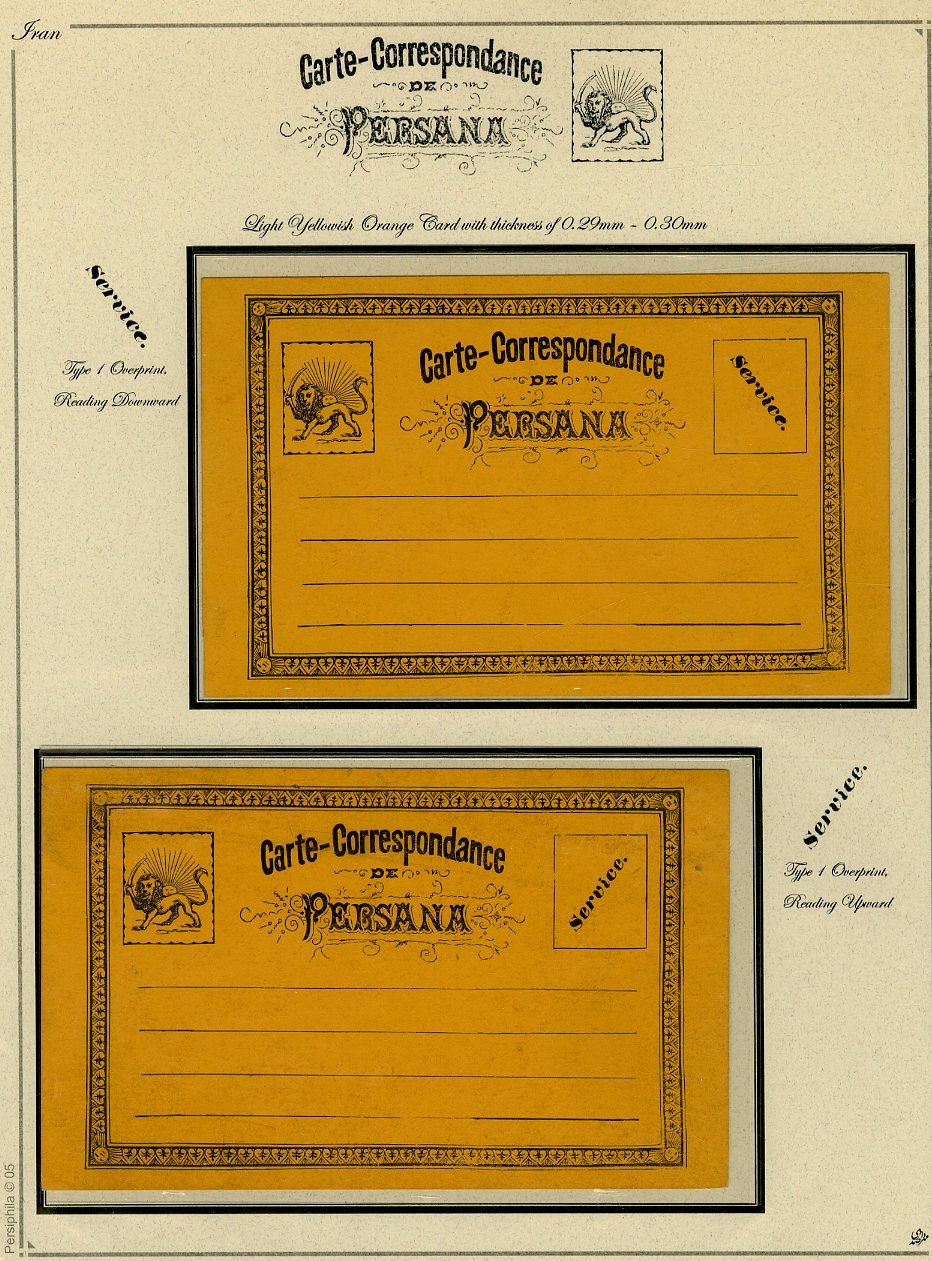 Iran
Carte-Correspondance
DE
PERSANA
Light Yellowish Orange Card with thickness of 0.29mm - 0.30mm
Service.
Type 1 Overprint,
Reading Downward
Carte-Correspondance
DE
PERSANA
Service.
Carte-Correspondance
DE
PERSANA
Service.
Service.
Type 1 Overprint,
Reading Upward
Persiphila © 05